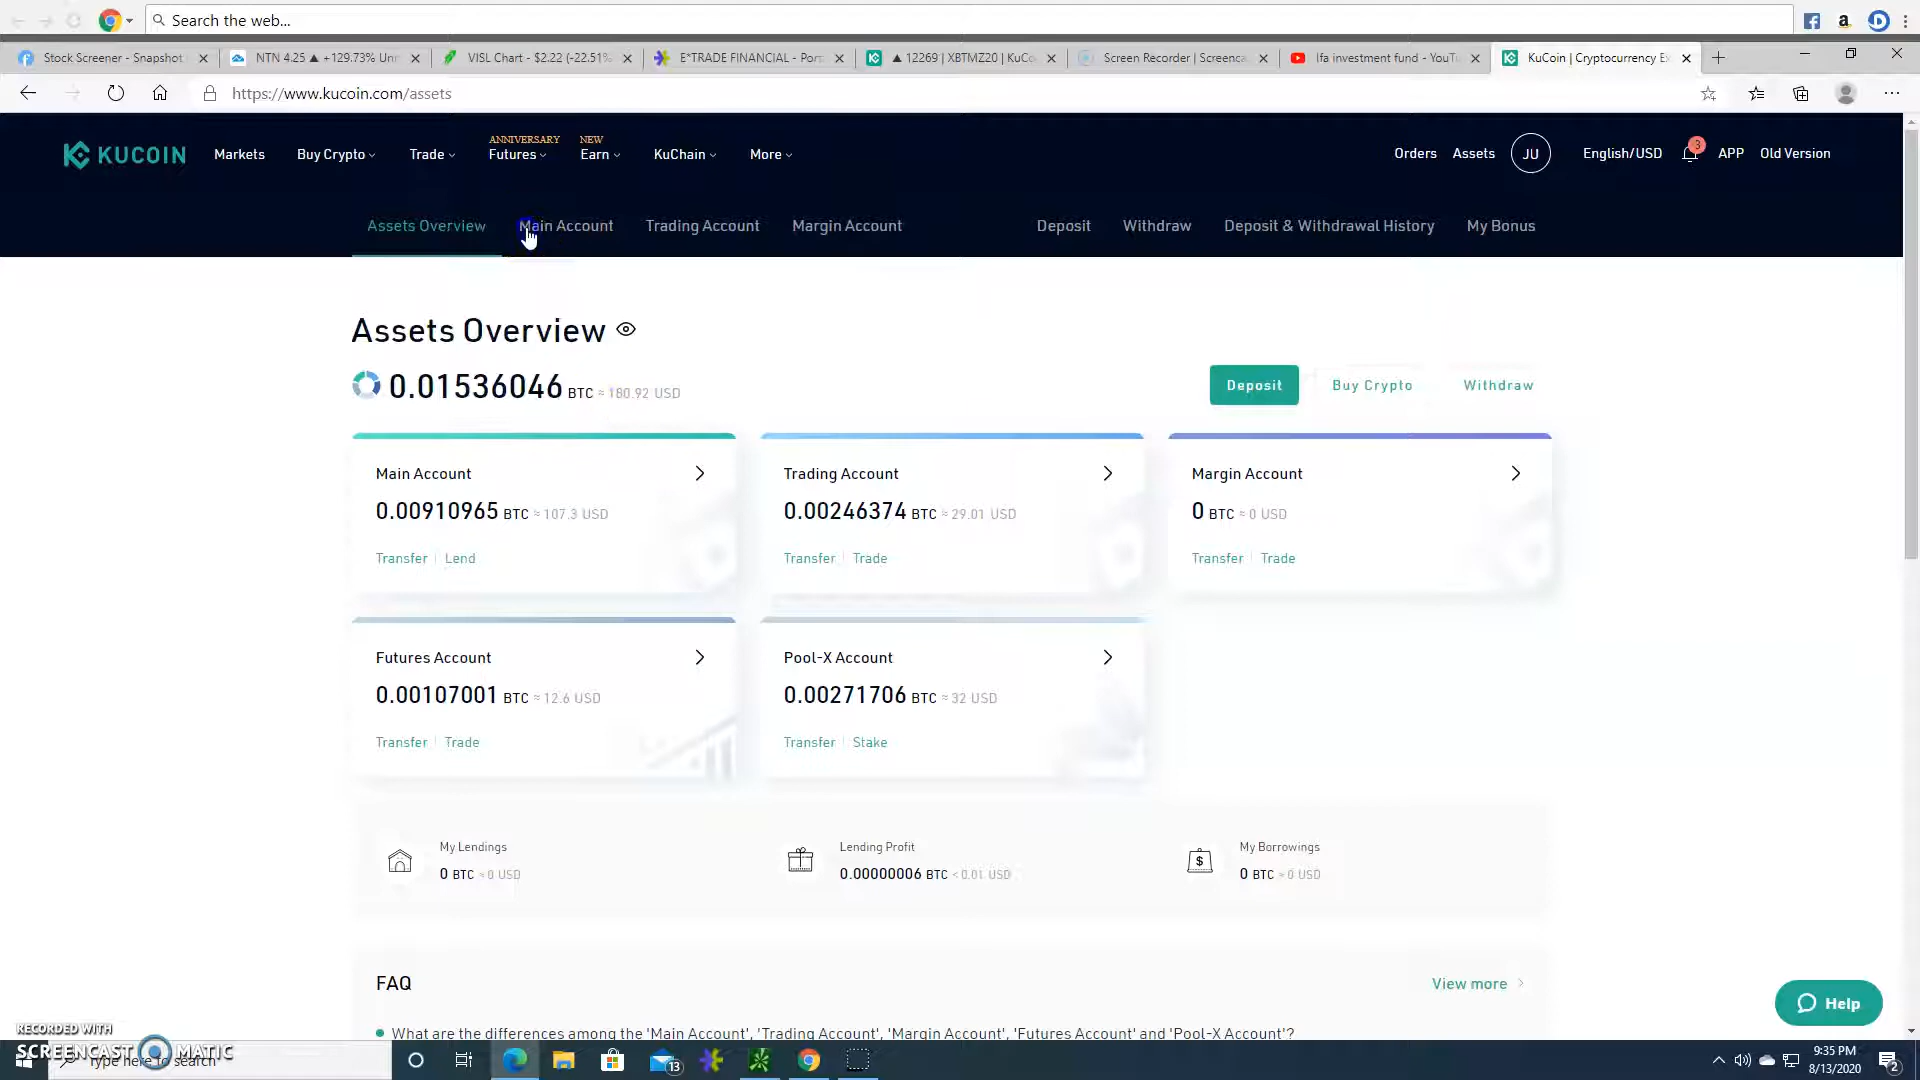 Search the web...
Stock Screener - Snapshot
NTN 4.25 ▲ +129.73% Unn
VISL Chart - $2.22 (-22.51%
E*TRADE FINANCIAL - Port
▲ 12269 | XBTMZ20 | KuCo
Screen Recorder | Screenca
lfa investment fund - YouTu
KuCoin | Cryptocurrency Ex
https://www.kucoin.com/assets
KUCOIN
Markets
Buy Crypto
Trade
ANNIVERSARY
Futures
NEW
Earn
KuChain
More
Orders
Assets
JU
English/USD
3
APP
Old Version
Assets Overview
Main Account
Trading Account
Margin Account
Deposit
Withdraw
Deposit & Withdrawal History
My Bonus
Assets Overview
0.01536046 BTC ≈ 180.92 USD
Deposit
Buy Crypto
Withdraw
Main Account
0.00910965 BTC ≈ 107.3 USD
Transfer | Lend
Trading Account
0.00246374 BTC ≈ 29.01 USD
Transfer | Trade
Margin Account
0 BTC ≈ 0 USD
Transfer | Trade
Futures Account
0.00107001 BTC ≈ 12.6 USD
Transfer | Trade
Pool-X Account
0.00271706 BTC ≈ 32 USD
Transfer | Stake
My Lendings
0 BTC ≈ 0 USD
Lending Profit
0.00000006 BTC < 0.01 USD
My Borrowings
0 BTC ≈ 0 USD
FAQ
View more
What are the differences among the 'Main Account', 'Trading Account', 'Margin Account', 'Futures Account' and 'Pool-X Account'?
Help
RECORDED WITH
SCREENCAST MATIC
Type here to search
13
9:35 PM
8/13/2020
2